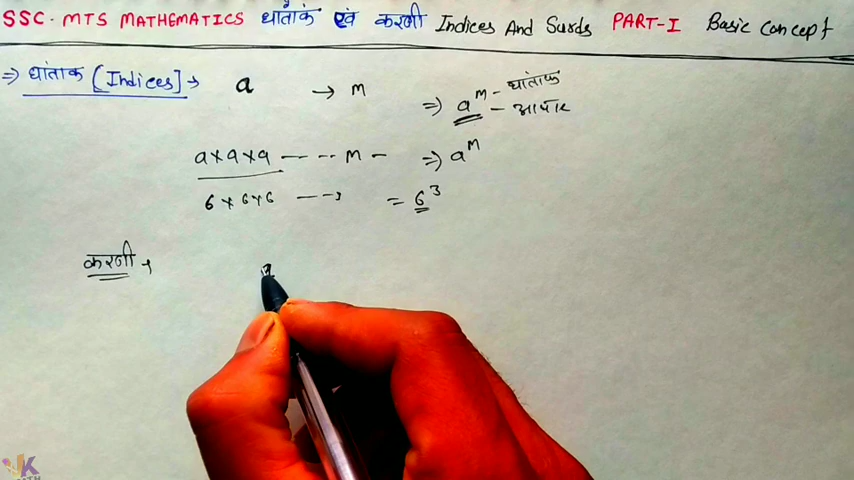 SSC-MTS MATHEMATICS घातांक एवं करणी Indices And Surds PART-I Basic Concept
⇒ घातांक [Indices] → a → m
⇒ a^m - घातांक
- आधार
a×a×a --- -- m - ⇒ a^m
6×6×6 ---3 = 6^3
करणी →